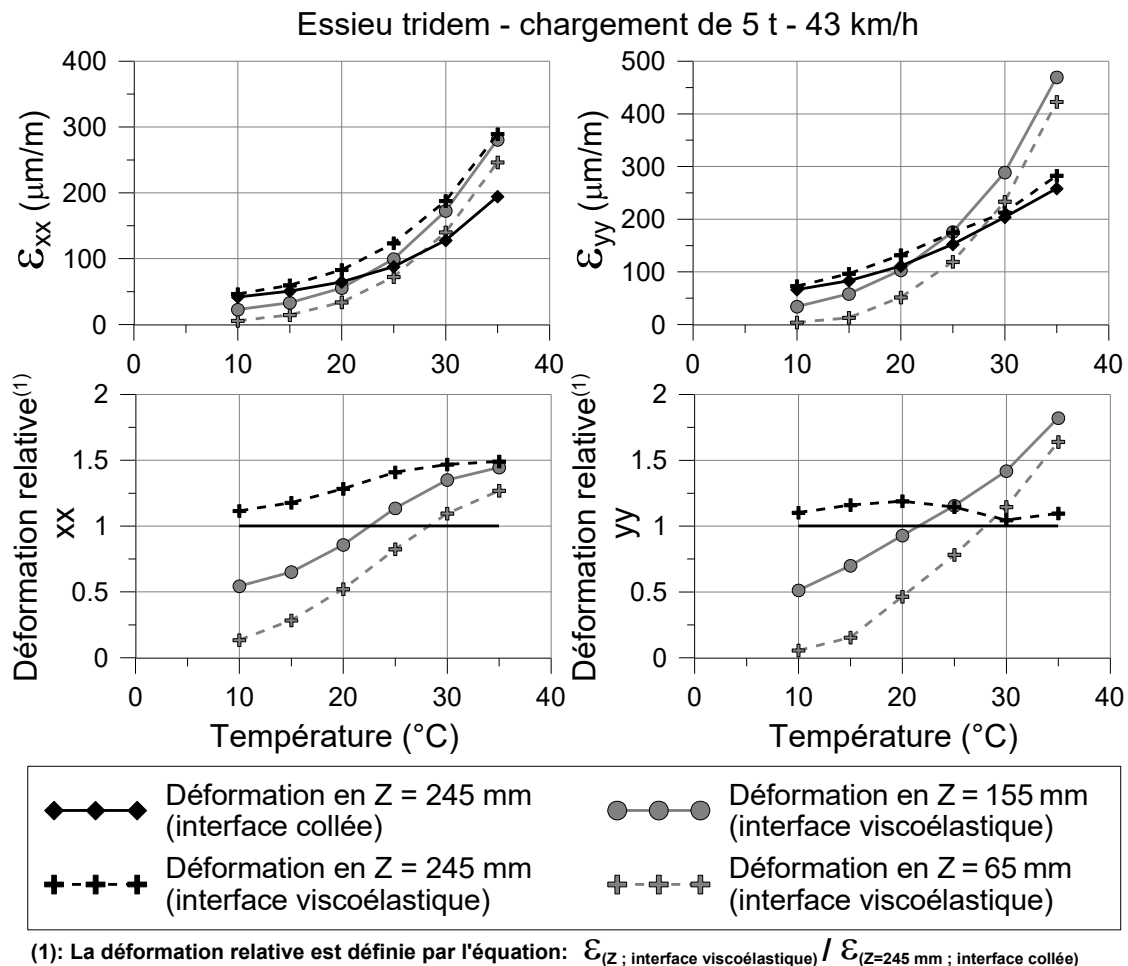 Essieu tridem - chargement de 5 t - 43 km/h
εxx (μm/m)
400
300
200
100
0
0 10 20 30 40
εyy (μm/m)
500
400
300
200
100
0
0 10 20 30 40
Déformation relative(1)
xx
2
1.5
1
0.5
0
0 10 20 30 40
Température (°C)
Déformation relative(1)
yy
2
1.5
1
0.5
0
0 10 20 30 40
Température (°C)
Déformation en Z = 245 mm
(interface collée)
Déformation en Z = 155 mm
(interface viscoélastique)
Déformation en Z = 245 mm
(interface viscoélastique)
Déformation en Z = 65 mm
(interface viscoélastique)
(1): La déformation relative est définie par l'équation: ε(Z ; interface viscoélastique) / ε(Z=245 mm ; interface collée)